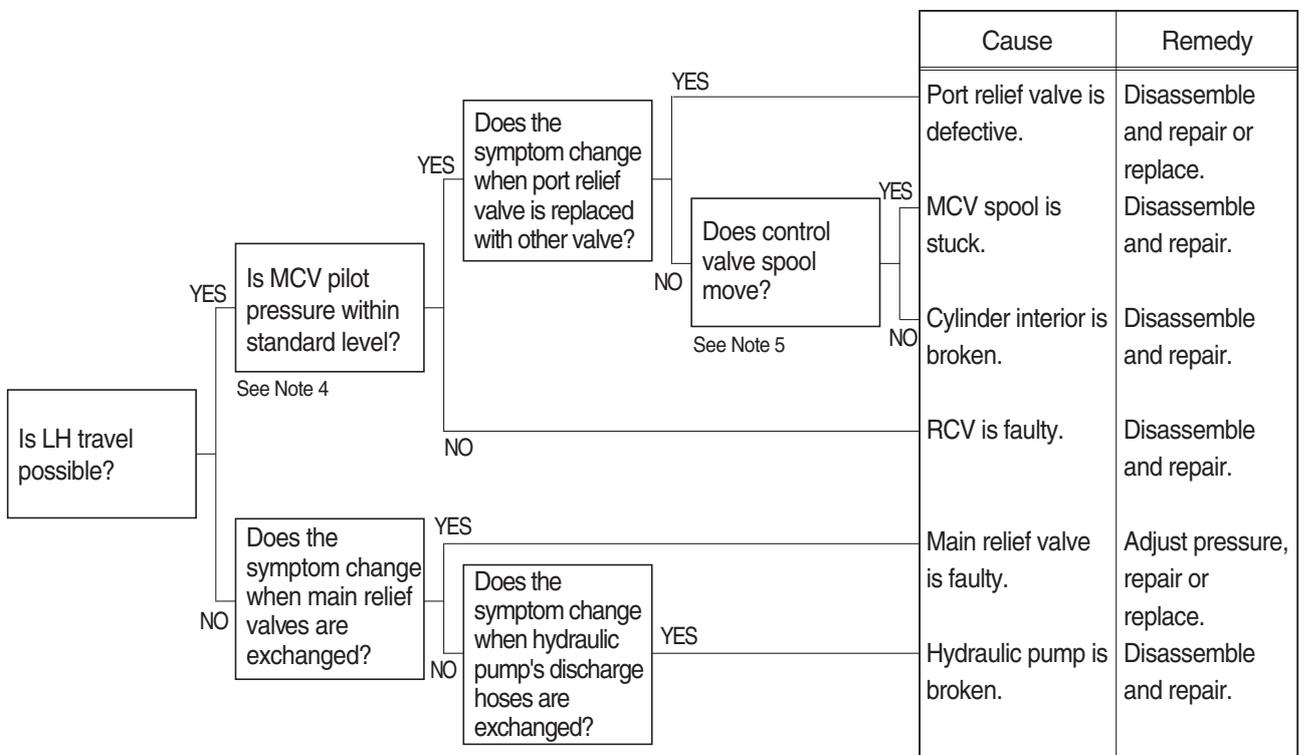 Cause
Remedy
YES
Port relief valve is
defective.
Disassemble
and repair or
replace.
Does the
symptom change
when port relief
valve is replaced
with other valve?
YES
YES
MCV spool is
stuck.
Disassemble
and repair.
Does control
valve spool
move?
NO
See Note 5
NO
Cylinder interior is
broken.
Disassemble
and repair.
YES
Is MCV pilot
pressure within
standard level?
See Note 4
NO
RCV is faulty.
Disassemble
and repair.
Is LH travel
possible?
NO
Does the
symptom change
when main relief
valves are
exchanged?
YES
Main relief valve
is faulty.
Adjust pressure,
repair or
replace.
NO
Does the
symptom change
when hydraulic
pump's discharge
hoses are
exchanged?
YES
Hydraulic pump is
broken.
Disassemble
and repair.